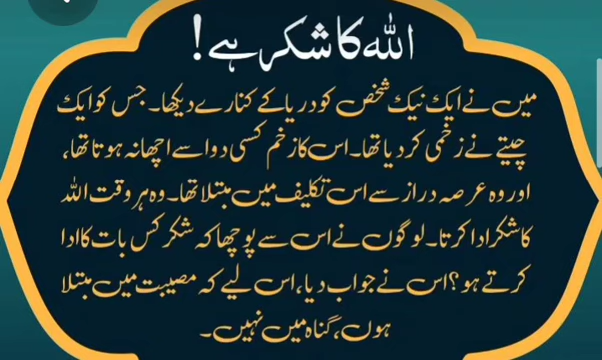 اللہ کا شکر ہے!
میں نے ایک نیک شخص کو دریا کے کنارے دیکھا۔ جس کو ایک
چیتے نے زخمی کر دیا تھا۔ اس کا زخم کسی دوا سے اچھا نہ ہوتا تھا،
اور وہ عرصہ دراز سے اس تکلیف میں مبتلا تھا۔ وہ ہر وقت اللہ
کا شکر ادا کرتا۔ لوگوں نے اس سے پوچھا کہ شکر کس بات کا ادا
کرتے ہو؟ اس نے جواب دیا، اس لیے کہ مصیبت میں مبتلا
ہوں، گناہ میں نہیں۔